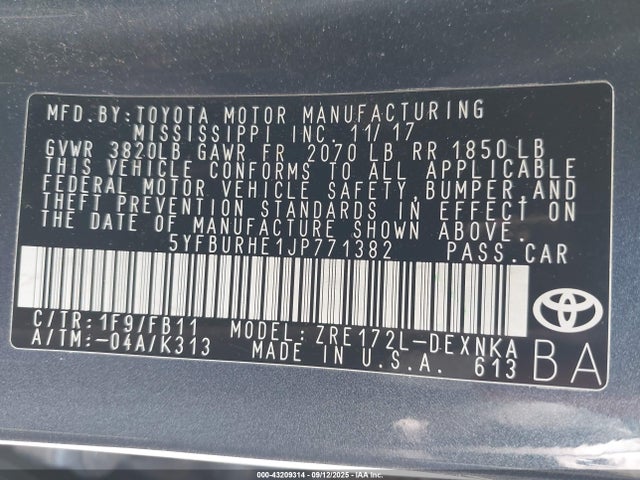 MFD.BY:TOYOTA MOTOR MANUFACTURING
MISSISSIPPI INC. 11/17
GVWR 3820LB GAWR FR 2070 LB RR 1850 LB
THIS VEHICLE CONFORMS TO ALL APPLICABLE
FEDERAL MOTOR VEHICLE SAFETY, BUMPER, AND
THEFT PREVENTION STANDARDS IN EFFECT ON
THE DATE OF MANUFACTURE SHOWN ABOVE.
5YFBURHE1JP771382 PASS.CAR
C/TR:1F9/FB11 MODEL: ZRE172L-DEXNKA
A/TM:-04A/K313 MADE IN U.S.A. 613
BA
000-43209314 - 09/12/2025 - IAA, Inc.